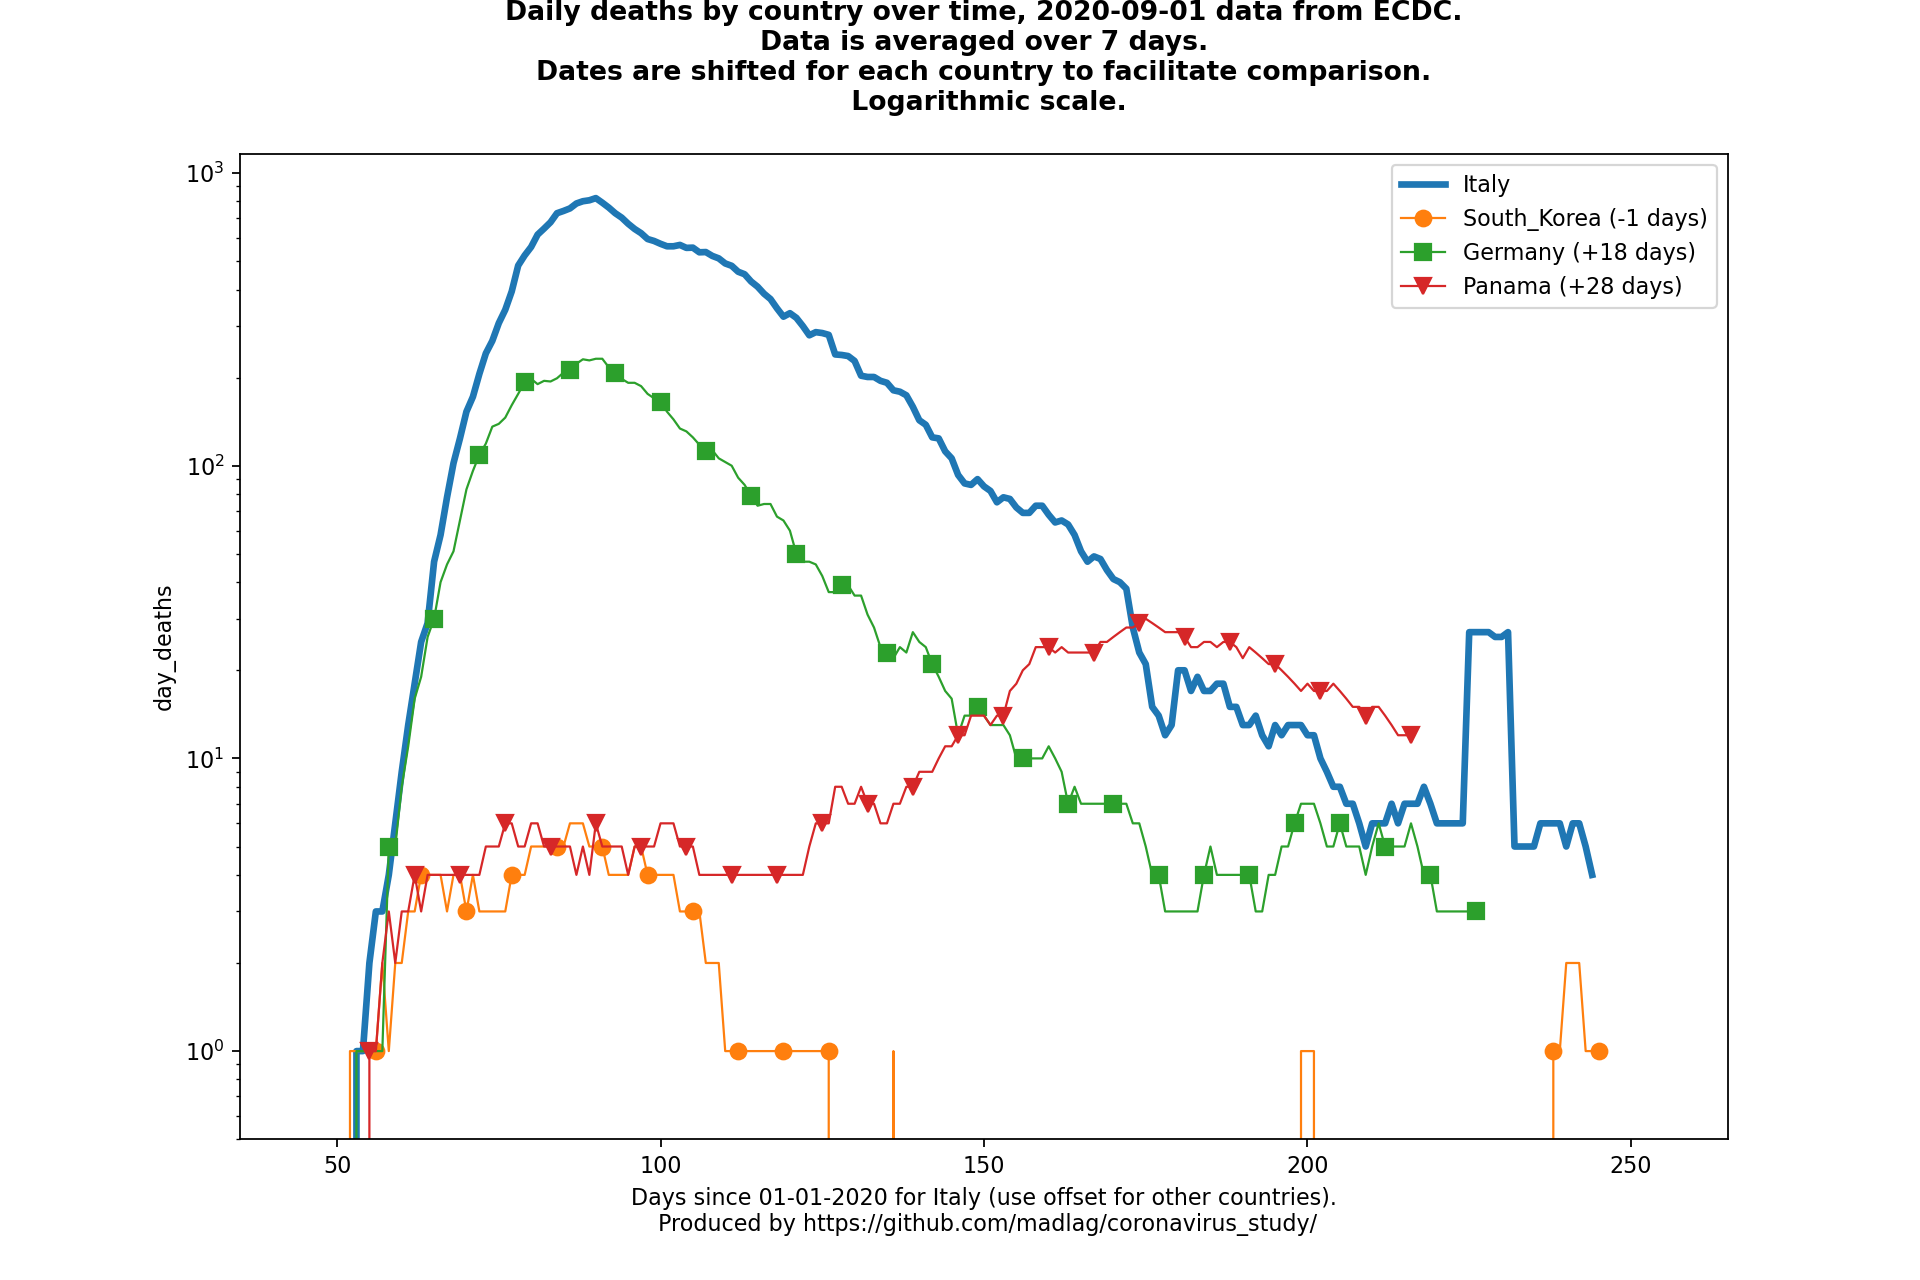 Daily deaths by country over time, 2020-09-01 data from ECDC.
Data is averaged over 7 days.
Dates are shifted for each country to facilitate comparison.
Logarithmic scale.
10³
10²
10¹
10⁰
day_deaths
Italy
South_Korea (-1 days)
Germany (+18 days)
Panama (+28 days)
50 100 150 200 250
Days since 01-01-2020 for Italy (use offset for other countries).
Produced by https://github.com/madlag/coronavirus_study/